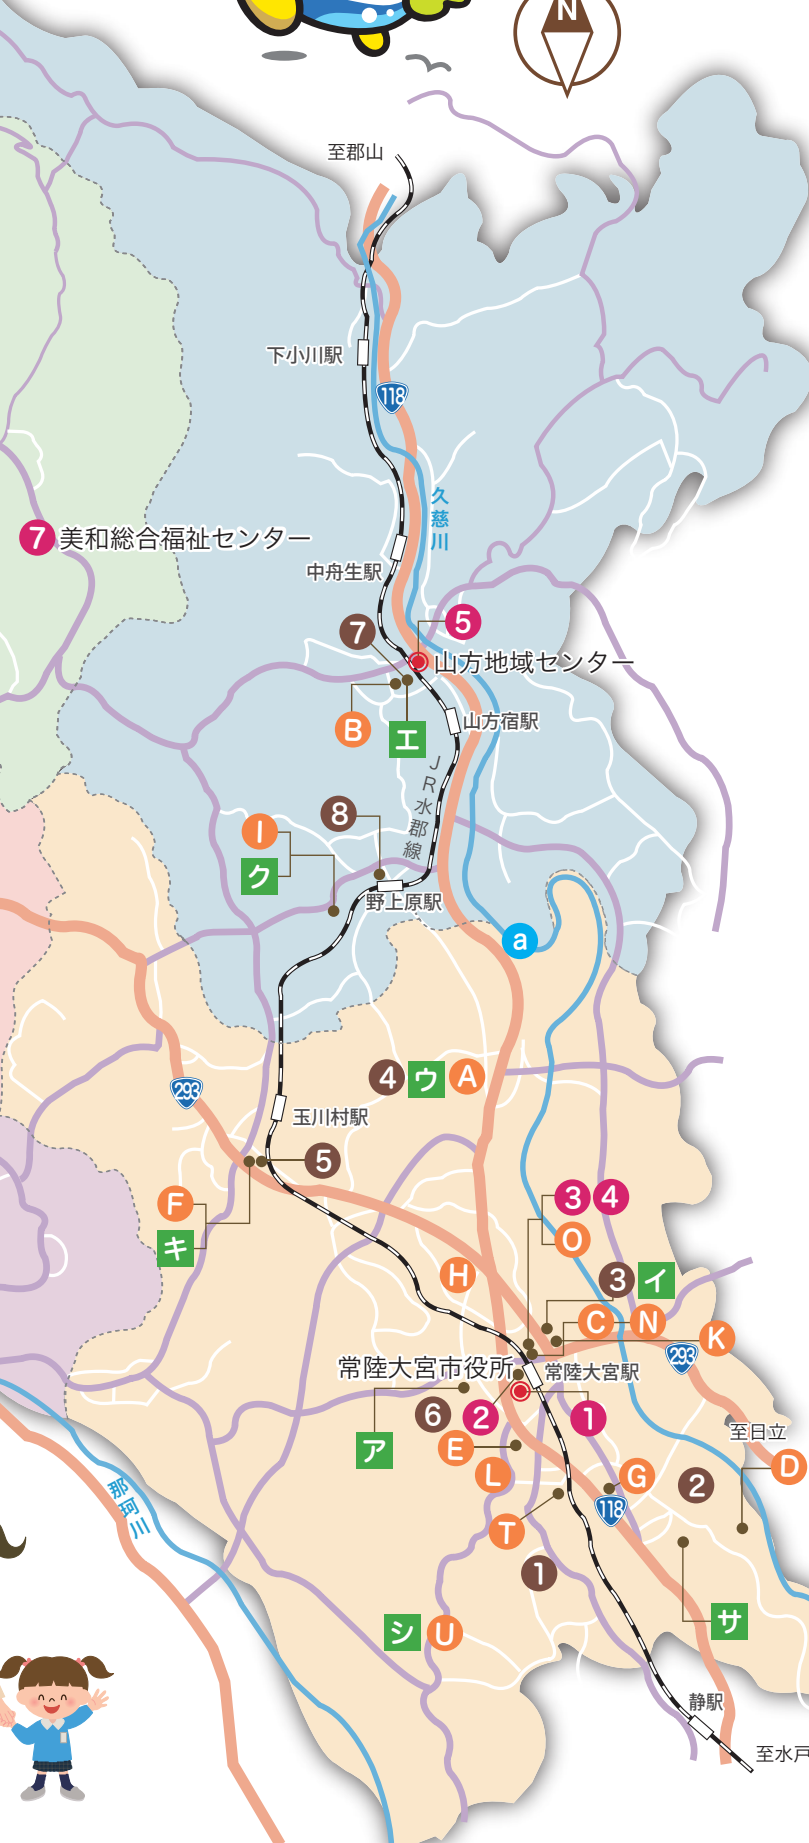 N
至郡山
下小川駅
118
久慈川
7 美和総合福祉センター
中舟生駅
7
5
山方地域センター
B
エ
山方宿駅
JR水郡線
8
I
ク
野上原駅
a
4 ウ A
293
玉川村駅
5
F
キ
3 4
O
H
3 イ
C N
K
常陸大宮市役所
常陸大宮駅
293
6 2
1
ア
E
至日立
D
L
G
2
那珂川
T
118
1
シ U
サ
静駅
至水戸